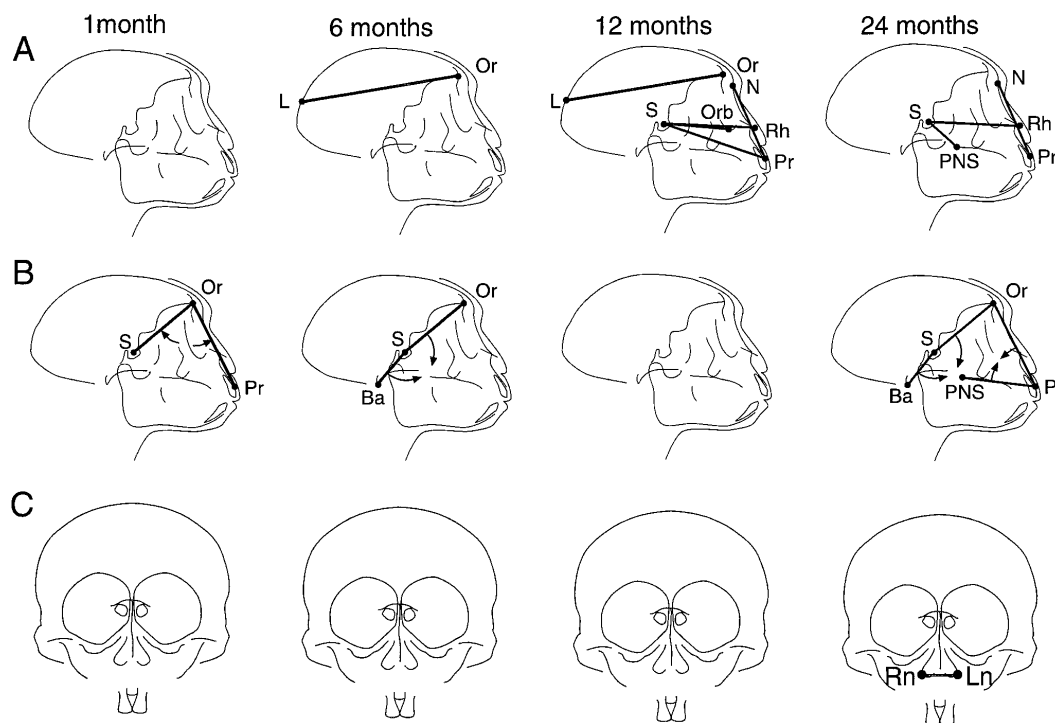 1month 6 months 12 months 24 months
A
L Or
L Or N S Orb Rh Pr
N S Rh PNS Pr
B
Or S Pr
Or S Ba
Or S Ba PNS P
C
Rn Ln